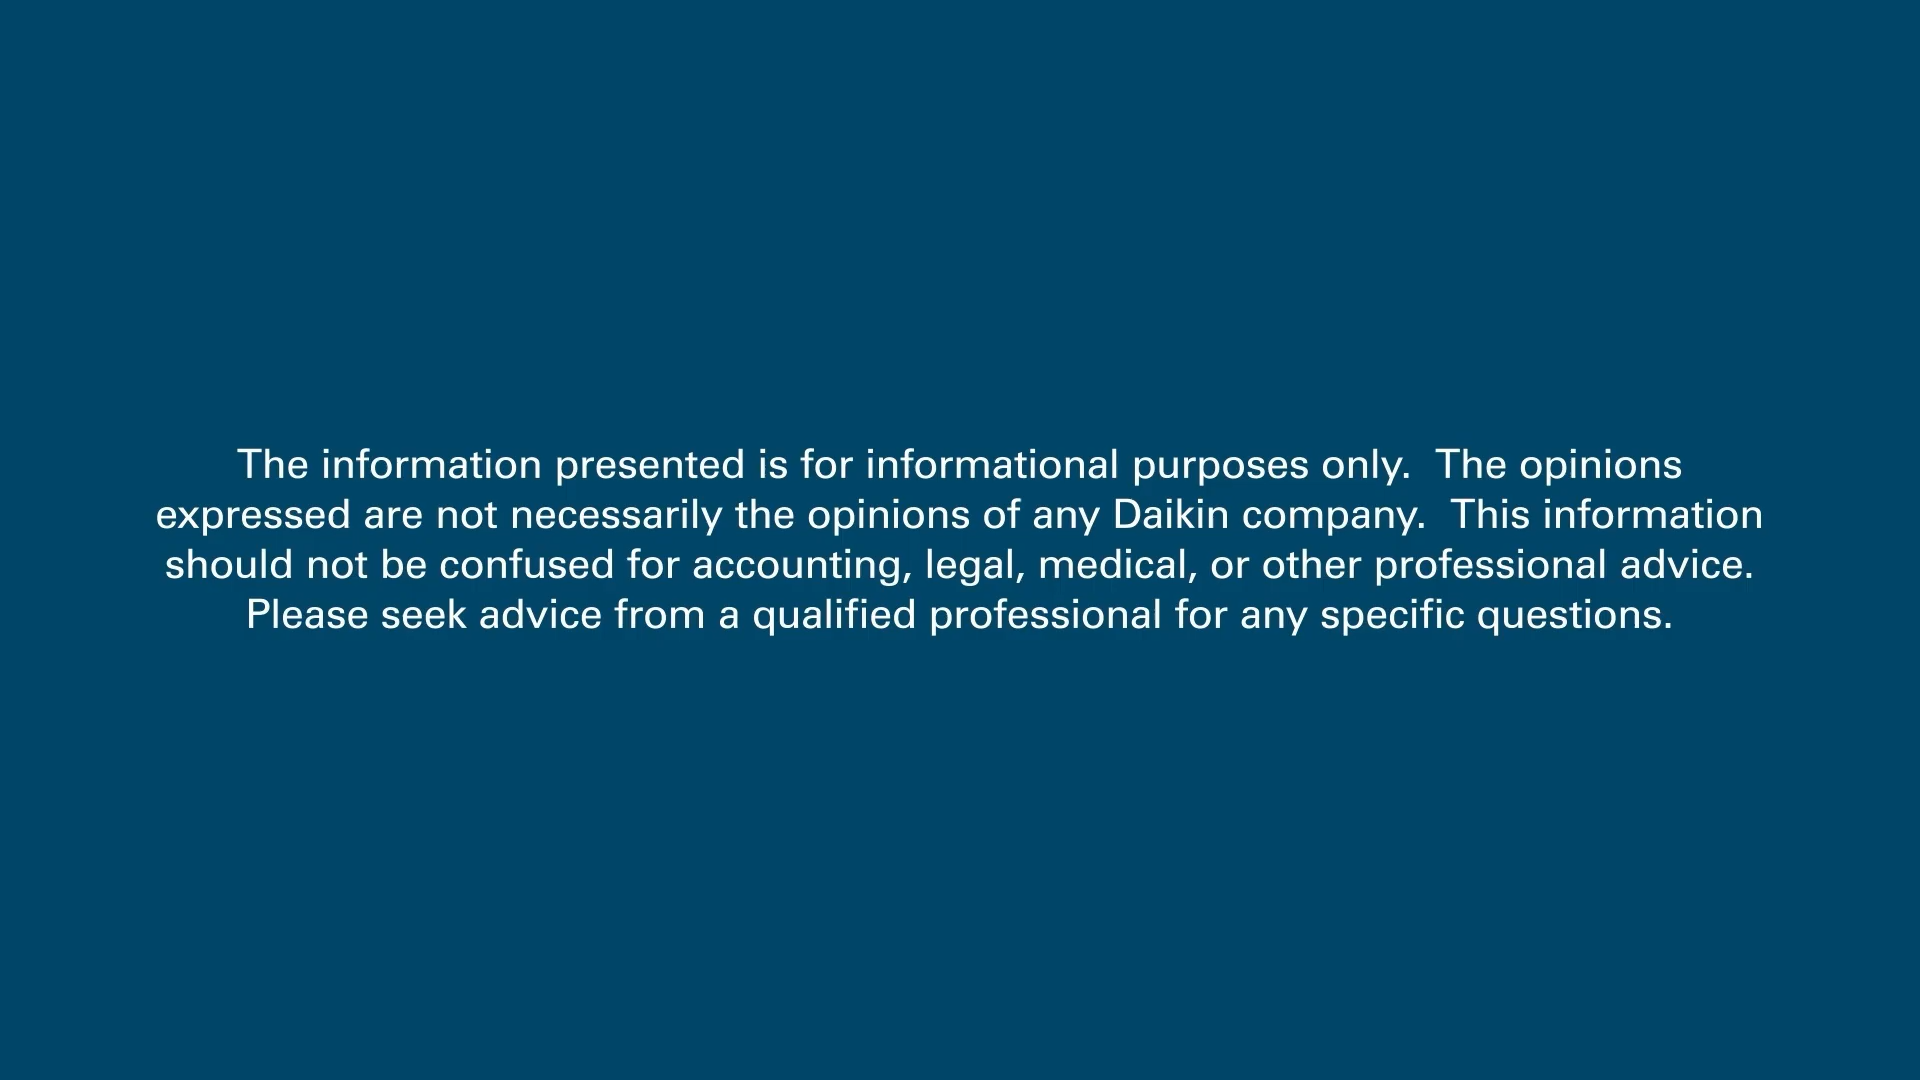 The information presented is for informational purposes only.  The opinions
expressed are not necessarily the opinions of any Daikin company.  This information
should not be confused for accounting, legal, medical, or other professional advice.
Please seek advice from a qualified professional for any specific questions.